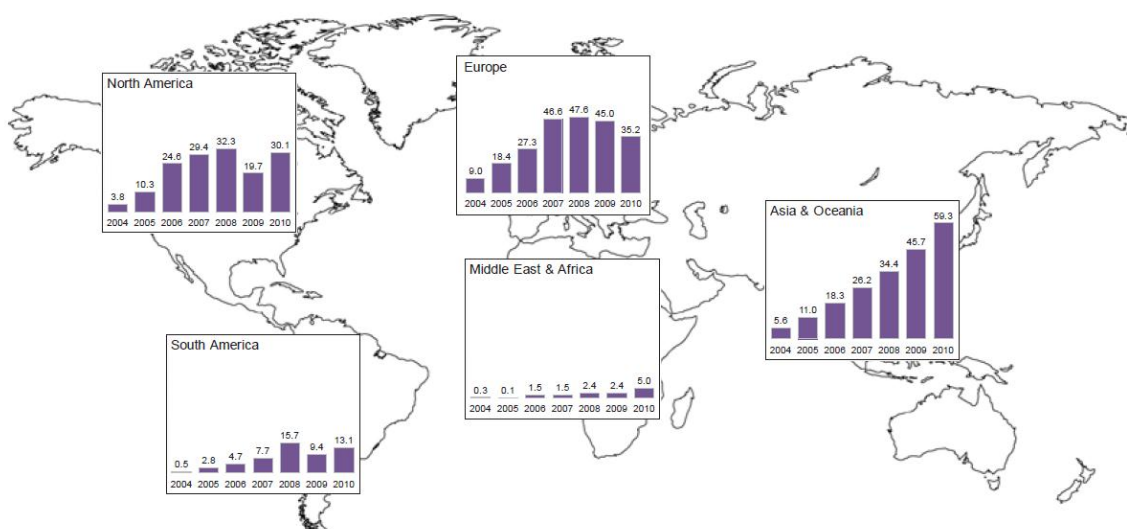 North America
3.8 10.3 24.6 29.4 32.3 19.7 30.1
2004 2005 2006 2007 2008 2009 2010
Europe
9.0 18.4 27.3 46.6 47.6 45.0 35.2
2004 2005 2006 2007 2008 2009 2010
Asia & Oceania
5.6 11.0 18.3 26.2 34.4 45.7 59.3
2004 2005 2006 2007 2008 2009 2010
Middle East & Africa
0.3 0.1 1.5 1.5 2.4 2.4 5.0
2004 2005 2006 2007 2008 2009 2010
South America
0.5 2.8 4.7 7.7 15.7 9.4 13.1
2004 2005 2006 2007 2008 2009 2010